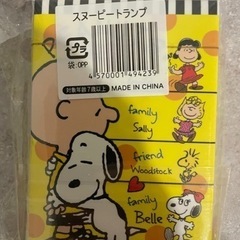 スヌーピートランプ
プラ
袋:OPP
4570001494239
対象年齢7歳以上
MADE IN CHINA
family
Sally
friend
Woodstock
family
Belle